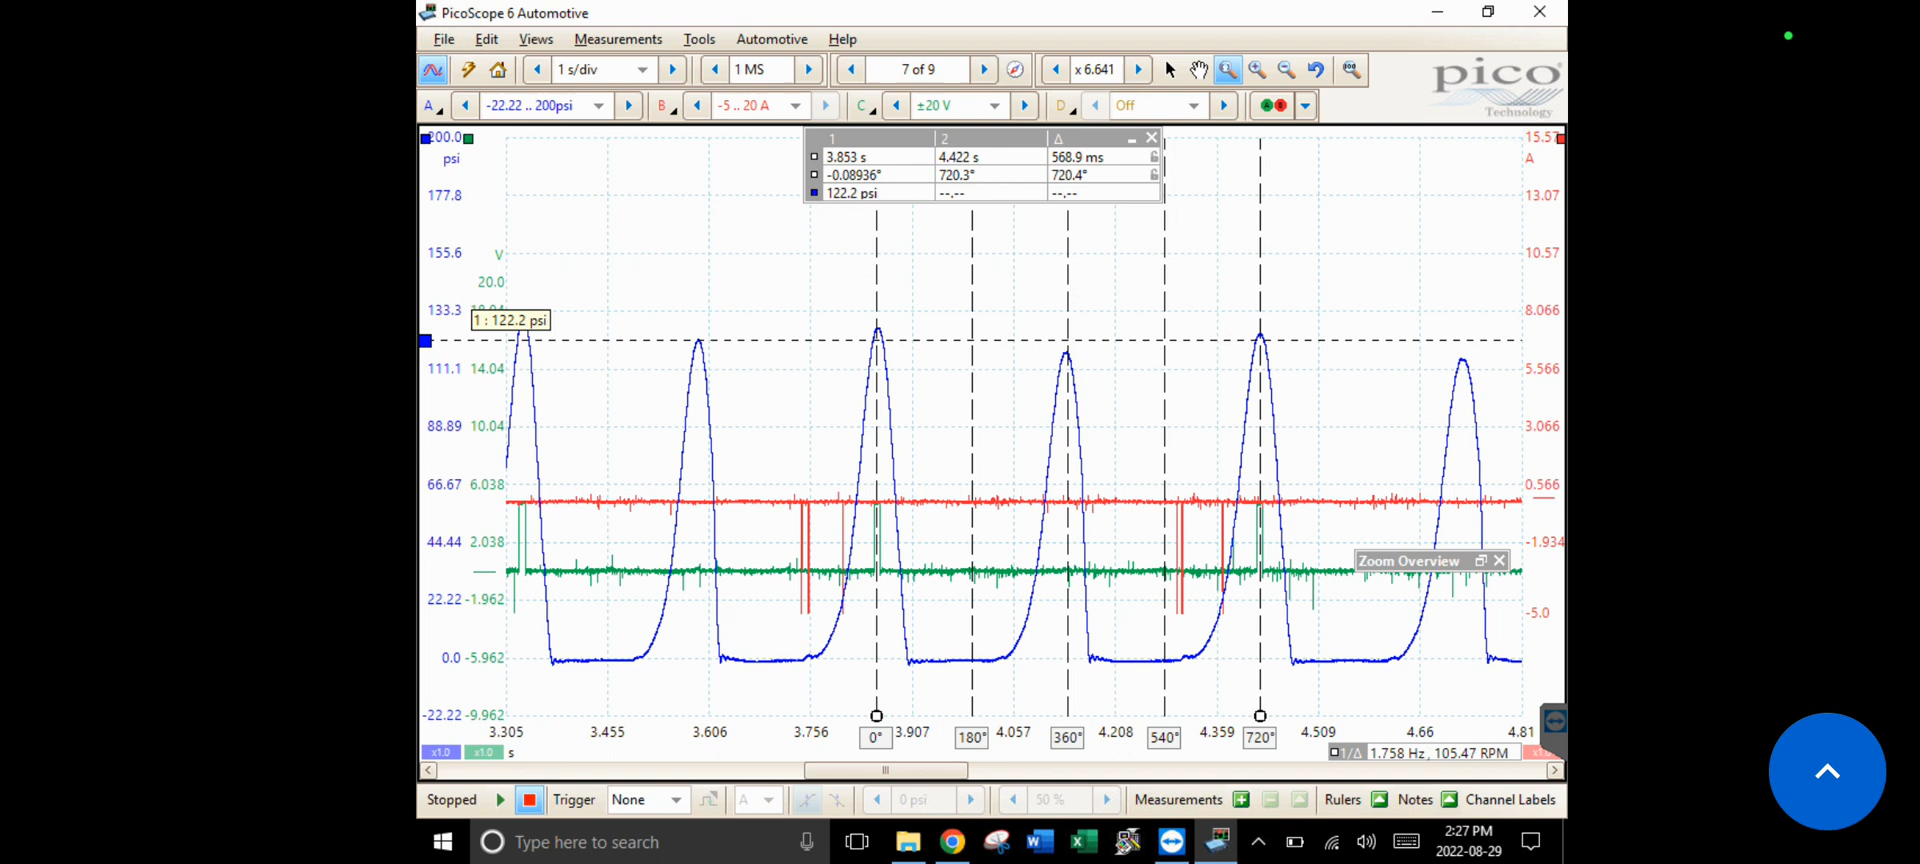 PicoScope 6 Automotive
File Edit Views Measurements Tools Automotive Help
1 s/div 1 MS 7 of 9 x 6.641
pico
Technology
A -22.22 .. 200psi B -5 .. 20 A C ±20 V D Off A B
200.0 15.57
psi A
1 2 Δ
3.853 s 4.422 s 568.9 ms
-0.08936° 720.3° 720.4°
122.2 psi --.-- --.--
177.8 13.07
155.6 V 10.57
20.0
133.3 8.066
1 : 122.2 psi
111.1 14.04 5.566
88.89 10.04 3.066
66.67 6.038 0.566
44.44 2.038 -1.934
Zoom Overview
22.22 -1.962 -5.0
0.0 -5.962
-22.22 -9.962
3.305 3.455 3.606 3.756 3.907 4.057 4.208 4.359 4.509 4.66 4.81
0° 180° 360° 540° 720°
x1.0 x1.0 s 1/Δ 1.758 Hz, 105.47 RPM
Stopped Trigger None A 0 psi 50 % Measurements Rulers Notes Channel Labels
Type here to search
2:27 PM
2022-08-29